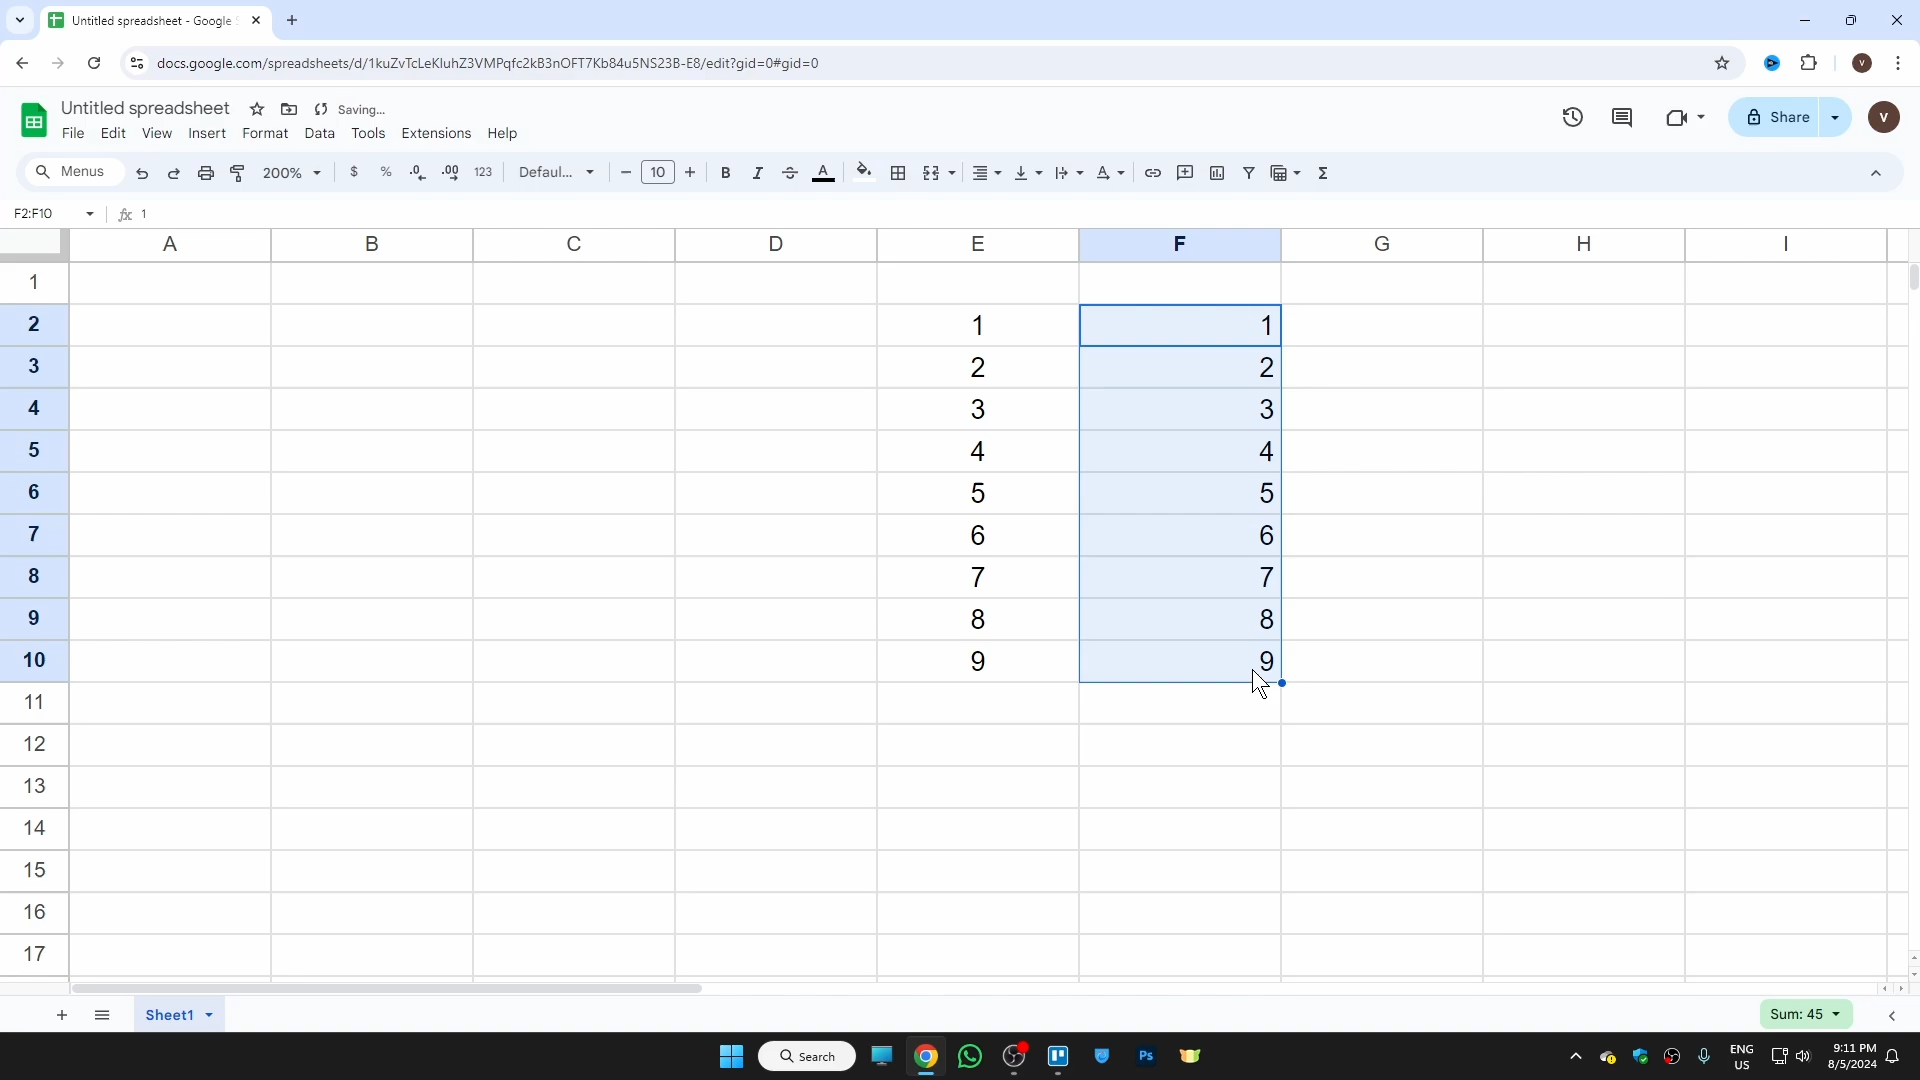 Untitled spreadsheet - Google S
docs.google.com/spreadsheets/d/1kuZvTcLeKluhZ3VMPqfc2kB3nOFT7Kb84u5NS23B-E8/edit?gid=0#gid=0
V
Untitled spreadsheet Saving...
File Edit View Insert Format Data Tools Extensions Help
Share V
Menus 200% $ % .0 .00 123 Defaul... 10 B I S A
F2:F10 fx 1
A B C D E F G H I
1
2 1 1
3 2 2
4 3 3
5 4 4
6 5 5
7 6 6
8 7 7
9 8 8
10 9 9
11
12
13
14
15
16
17
Sheet1 Sum: 45
Search Ps ENG US 9:11 PM 8/5/2024